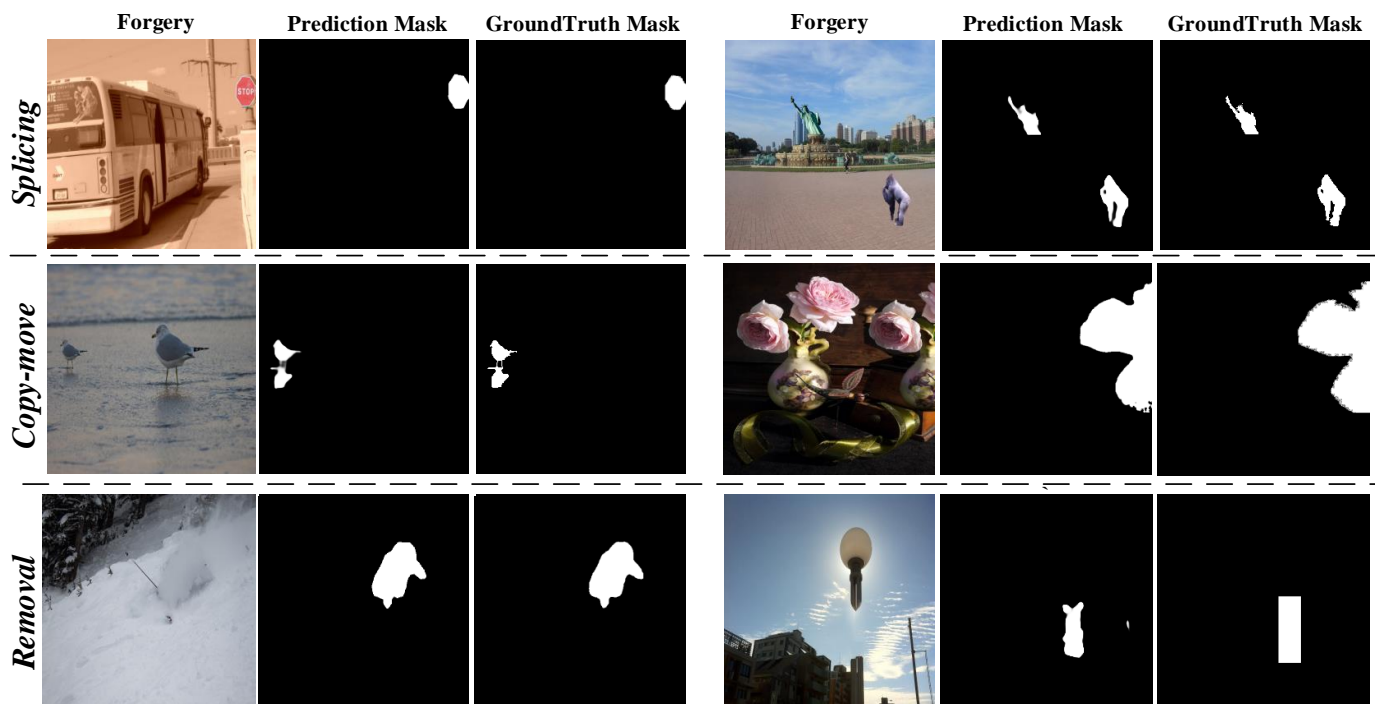 Forgery Prediction Mask GroundTruth Mask Forgery Prediction Mask GroundTruth Mask
Splicing
STOP
Copy-move
Removal